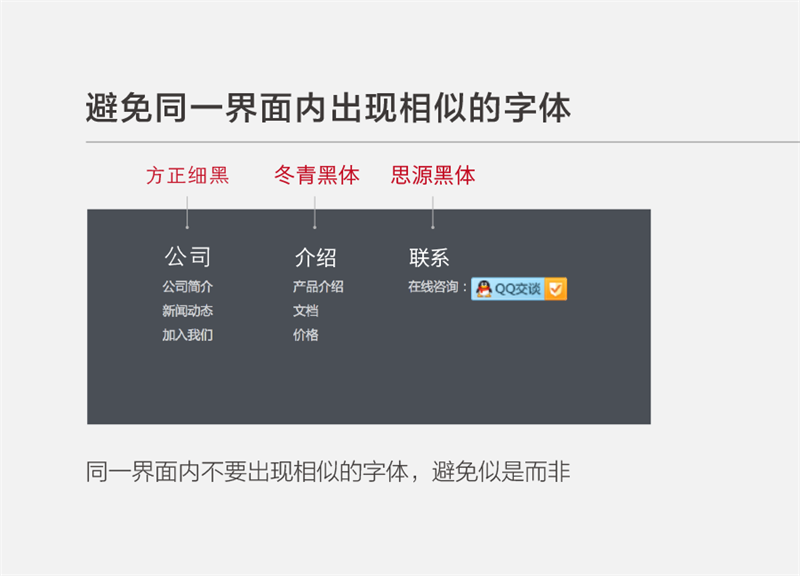 避免同一界面内出现相似的字体
方正细黑 冬青黑体 思源黑体
公司 介绍 联系
公司简介 产品介绍 在线咨询： QQ交谈
新闻动态 文档
加入我们 价格
同一界面内不要出现相似的字体，避免似是而非